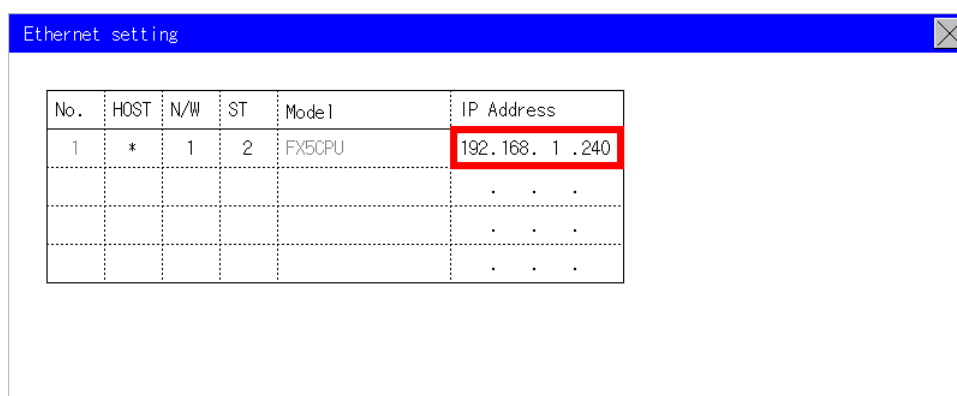 Ethernet setting
No. HOST N/W ST Model IP Address
1 * 1 2 FX5CPU 192.168. 1 .240
. . .
. . .
. . .